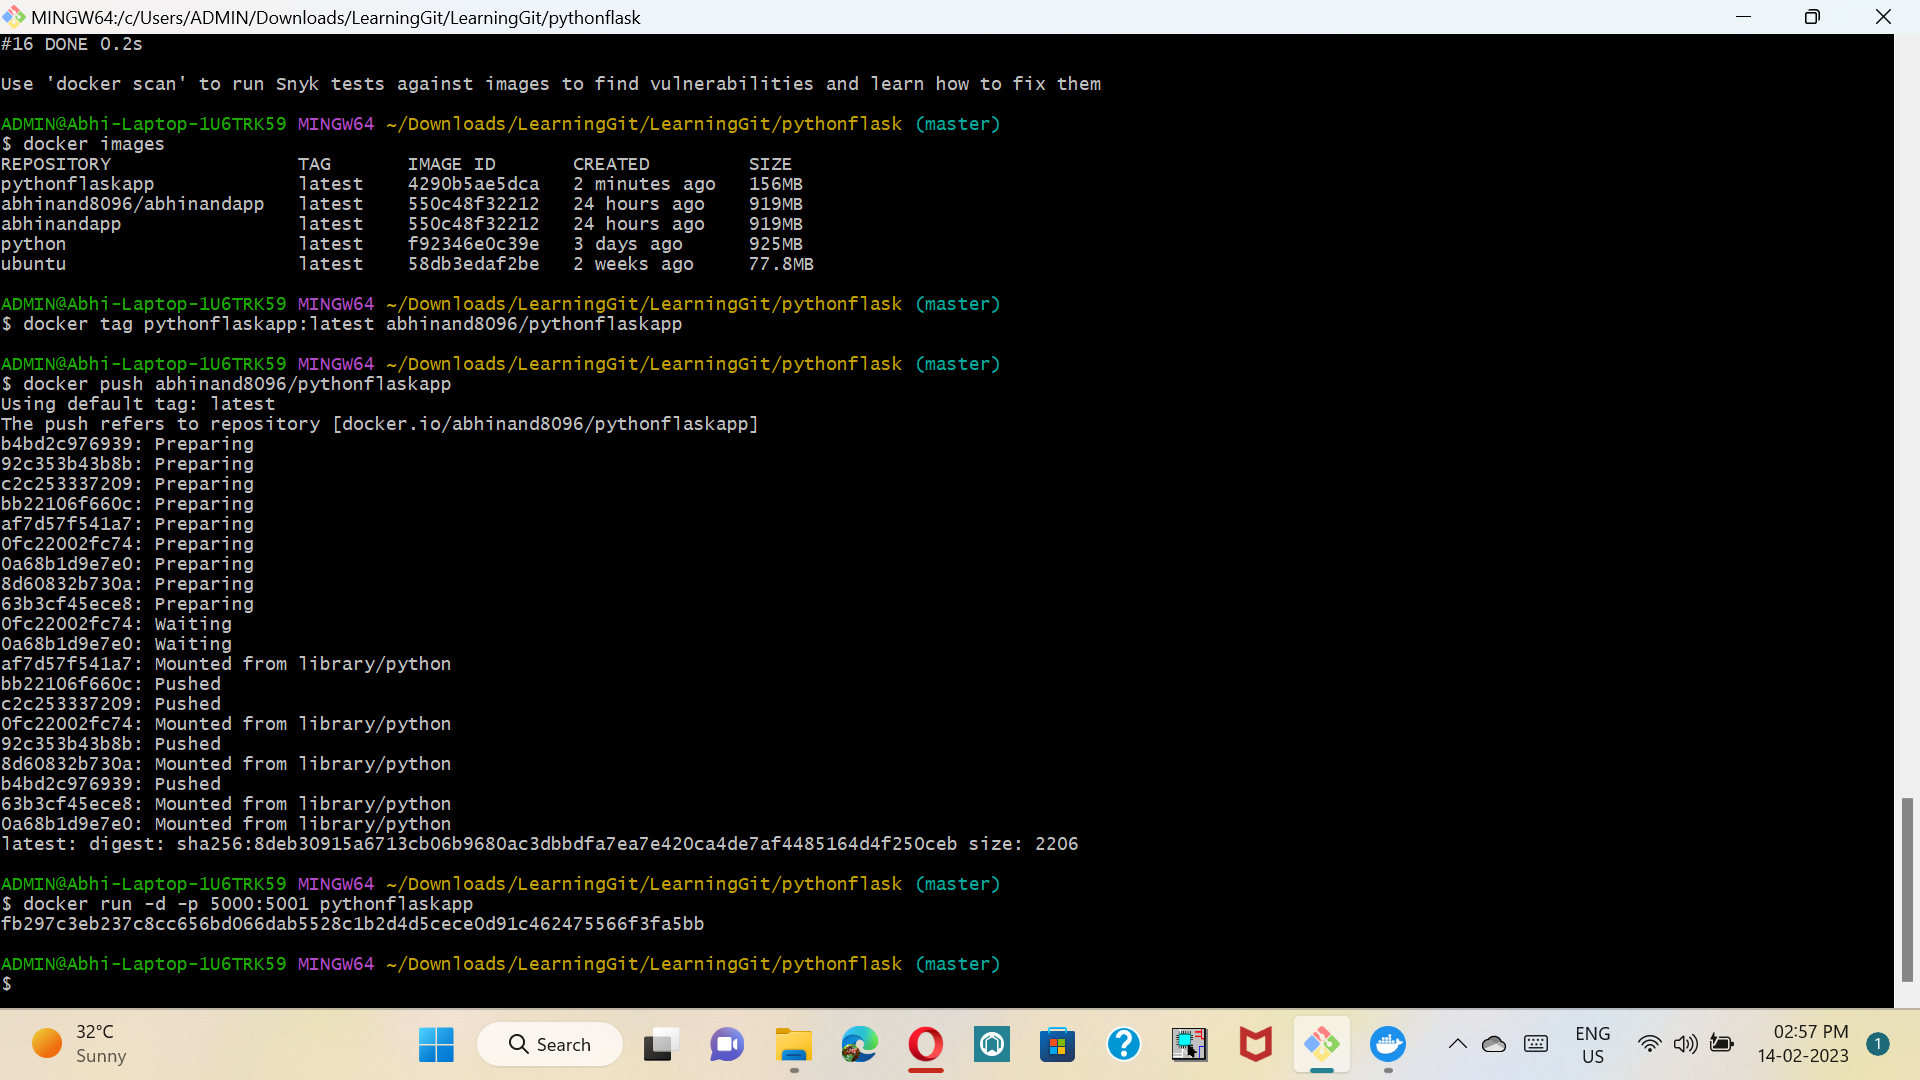 MINGW64:/c/Users/ADMIN/Downloads/LearningGit/LearningGit/pythonflask
#16 DONE 0.2s
Use 'docker scan' to run Snyk tests against images to find vulnerabilities and learn how to fix them
ADMIN@Abhi-Laptop-1U6TRK59 MINGW64 ~/Downloads/LearningGit/LearningGit/pythonflask (master)
$ docker images
REPOSITORY TAG IMAGE ID CREATED SIZE
pythonflaskapp latest 4290b5ae5dca 2 minutes ago 156MB
abhinand8096/abhinandapp latest 550c48f32212 24 hours ago 919MB
abhinandapp latest 550c48f32212 24 hours ago 919MB
python latest f92346e0c39e 3 days ago 925MB
ubuntu latest 58db3edaf2be 2 weeks ago 77.8MB
ADMIN@Abhi-Laptop-1U6TRK59 MINGW64 ~/Downloads/LearningGit/LearningGit/pythonflask (master)
$ docker tag pythonflaskapp:latest abhinand8096/pythonflaskapp
ADMIN@Abhi-Laptop-1U6TRK59 MINGW64 ~/Downloads/LearningGit/LearningGit/pythonflask (master)
$ docker push abhinand8096/pythonflaskapp
Using default tag: latest
The push refers to repository [docker.io/abhinand8096/pythonflaskapp]
b4bd2c976939: Preparing
92c353b43b8b: Preparing
c2c253337209: Preparing
bb22106f660c: Preparing
af7d57f541a7: Preparing
0fc22002fc74: Preparing
0a68b1d9e7e0: Preparing
8d60832b730a: Preparing
63b3cf45ece8: Preparing
0fc22002fc74: Waiting
0a68b1d9e7e0: Waiting
af7d57f541a7: Mounted from library/python
bb22106f660c: Pushed
c2c253337209: Pushed
0fc22002fc74: Mounted from library/python
92c353b43b8b: Pushed
8d60832b730a: Mounted from library/python
b4bd2c976939: Pushed
63b3cf45ece8: Mounted from library/python
0a68b1d9e7e0: Mounted from library/python
latest: digest: sha256:8deb30915a6713cb06b9680ac3dbbdfa7ea7e420ca4de7af4485164d4f250ceb size: 2206
ADMIN@Abhi-Laptop-1U6TRK59 MINGW64 ~/Downloads/LearningGit/LearningGit/pythonflask (master)
$ docker run -d -p 5000:5001 pythonflaskapp
fb297c3eb237c8cc656bd066dab5528c1b2d4d5cece0d91c462475566f3fa5bb
ADMIN@Abhi-Laptop-1U6TRK59 MINGW64 ~/Downloads/LearningGit/LearningGit/pythonflask (master)
$
32°C
Sunny
Search
ENG
US
02:57 PM
14-02-2023
1